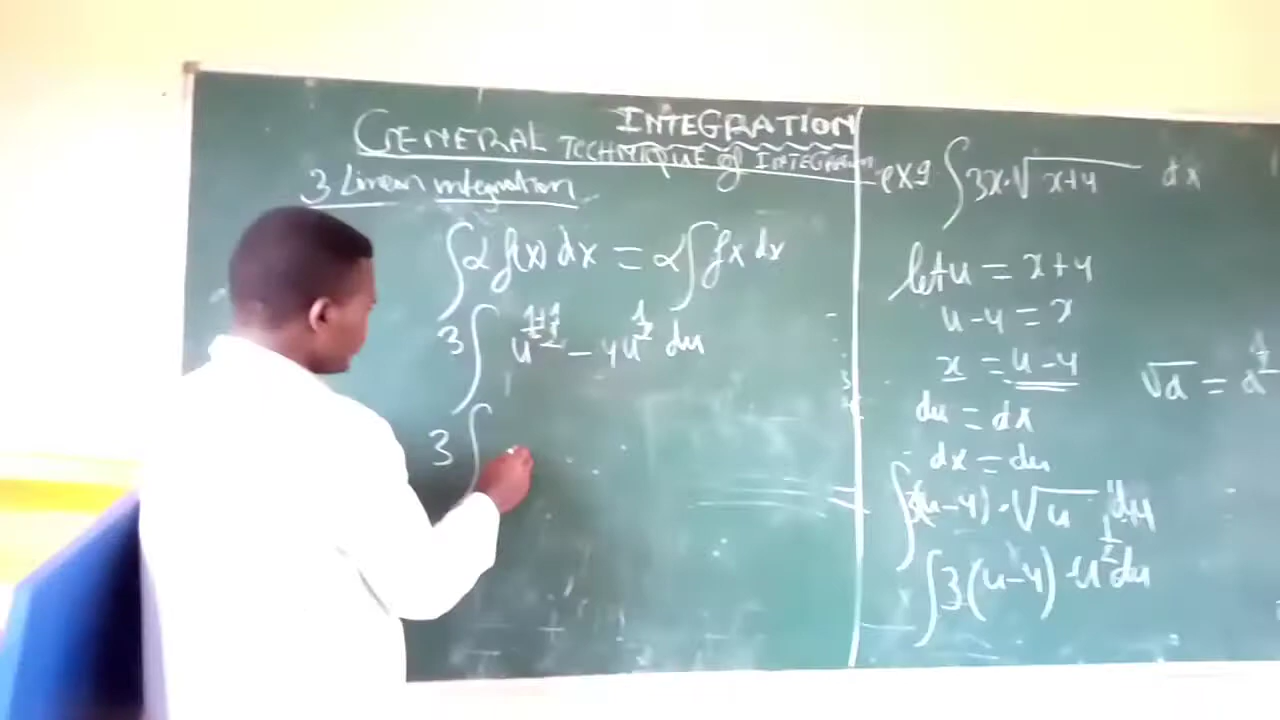 INTEGRATION
GENERAL TECHNIQUE of INTEGRATION
3 Linear integration
∫αf(x)dx = α∫fx dx
3∫ u^{1/2+1} - 4u^{1/2} du
3∫
exg ∫3x·√(x+4) dx
let u = x+4
u-4 = x
x = u-4
du = dx
dx = du
∫3(u-4)·√u du
∫3(u-4)·u^{1/2}du
√a = a^{1/2}